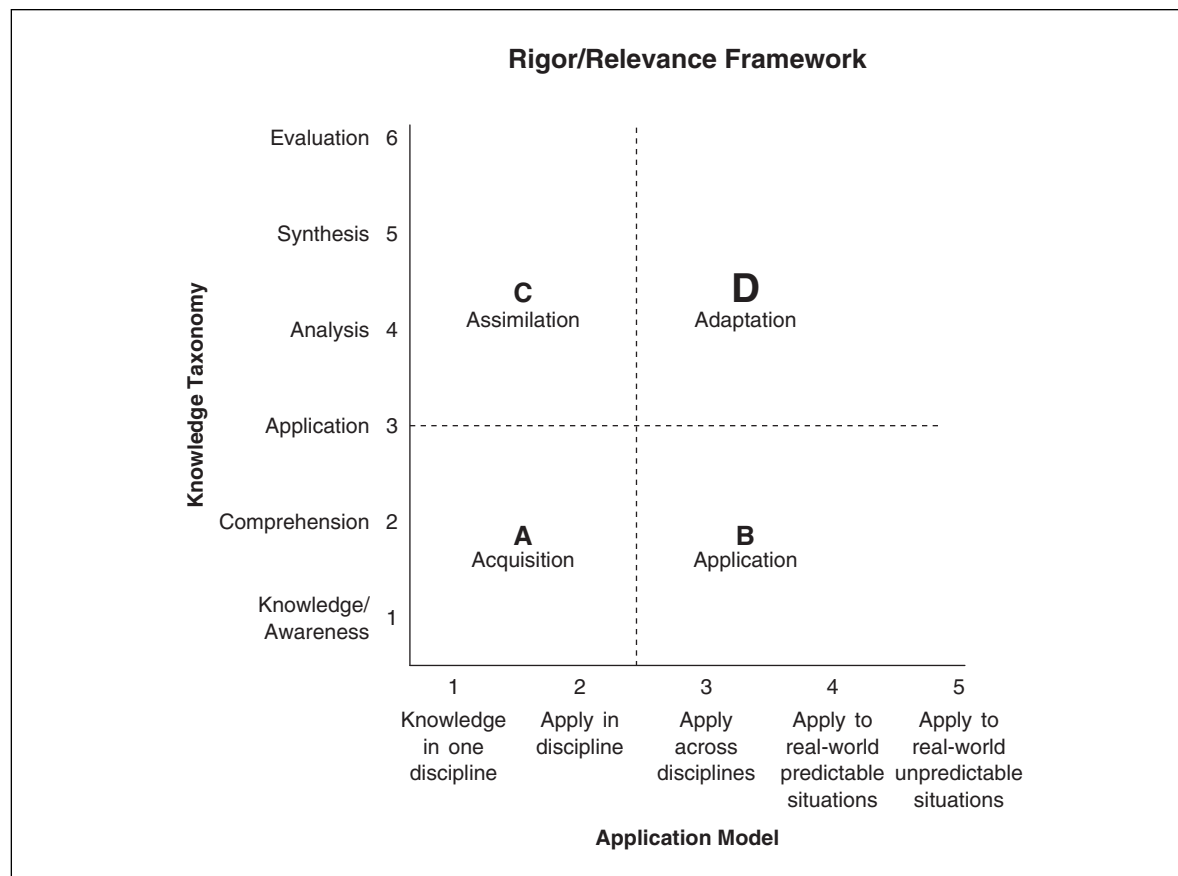 Rigor/Relevance Framework
Evaluation 6
Synthesis 5
C
Assimilation
D
Adaptation
Analysis 4
Knowledge Taxonomy
Application 3
Comprehension 2
A
Acquisition
B
Application
Knowledge/
Awareness
1
1
Knowledge
in one
discipline
2
Apply in
discipline
3
Apply
across
disciplines
4
Apply to
real-world
predictable
situations
5
Apply to
real-world
unpredictable
situations
Application Model